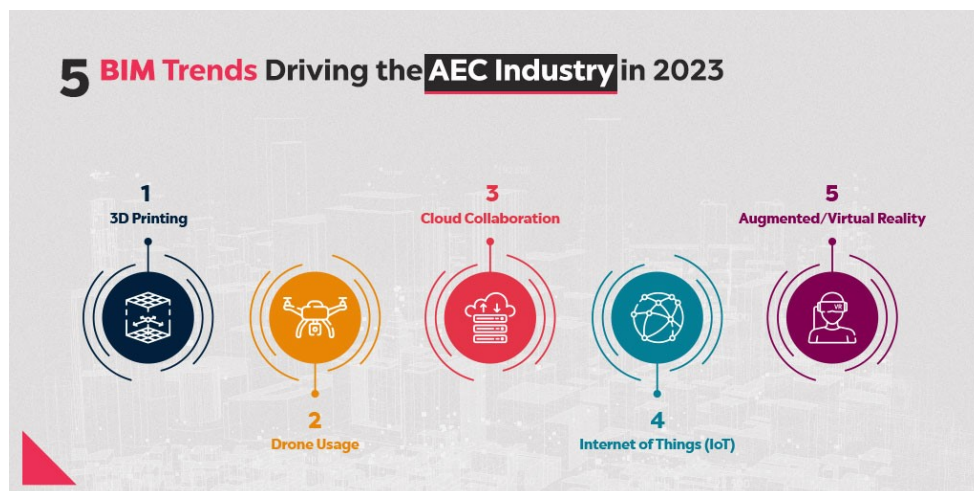 5 BIM Trends Driving the AEC Industry in 2023
1
3D Printing
2
Drone Usage
3
Cloud Collaboration
4
Internet of Things (IoT)
5
Augmented/Virtual Reality
VR